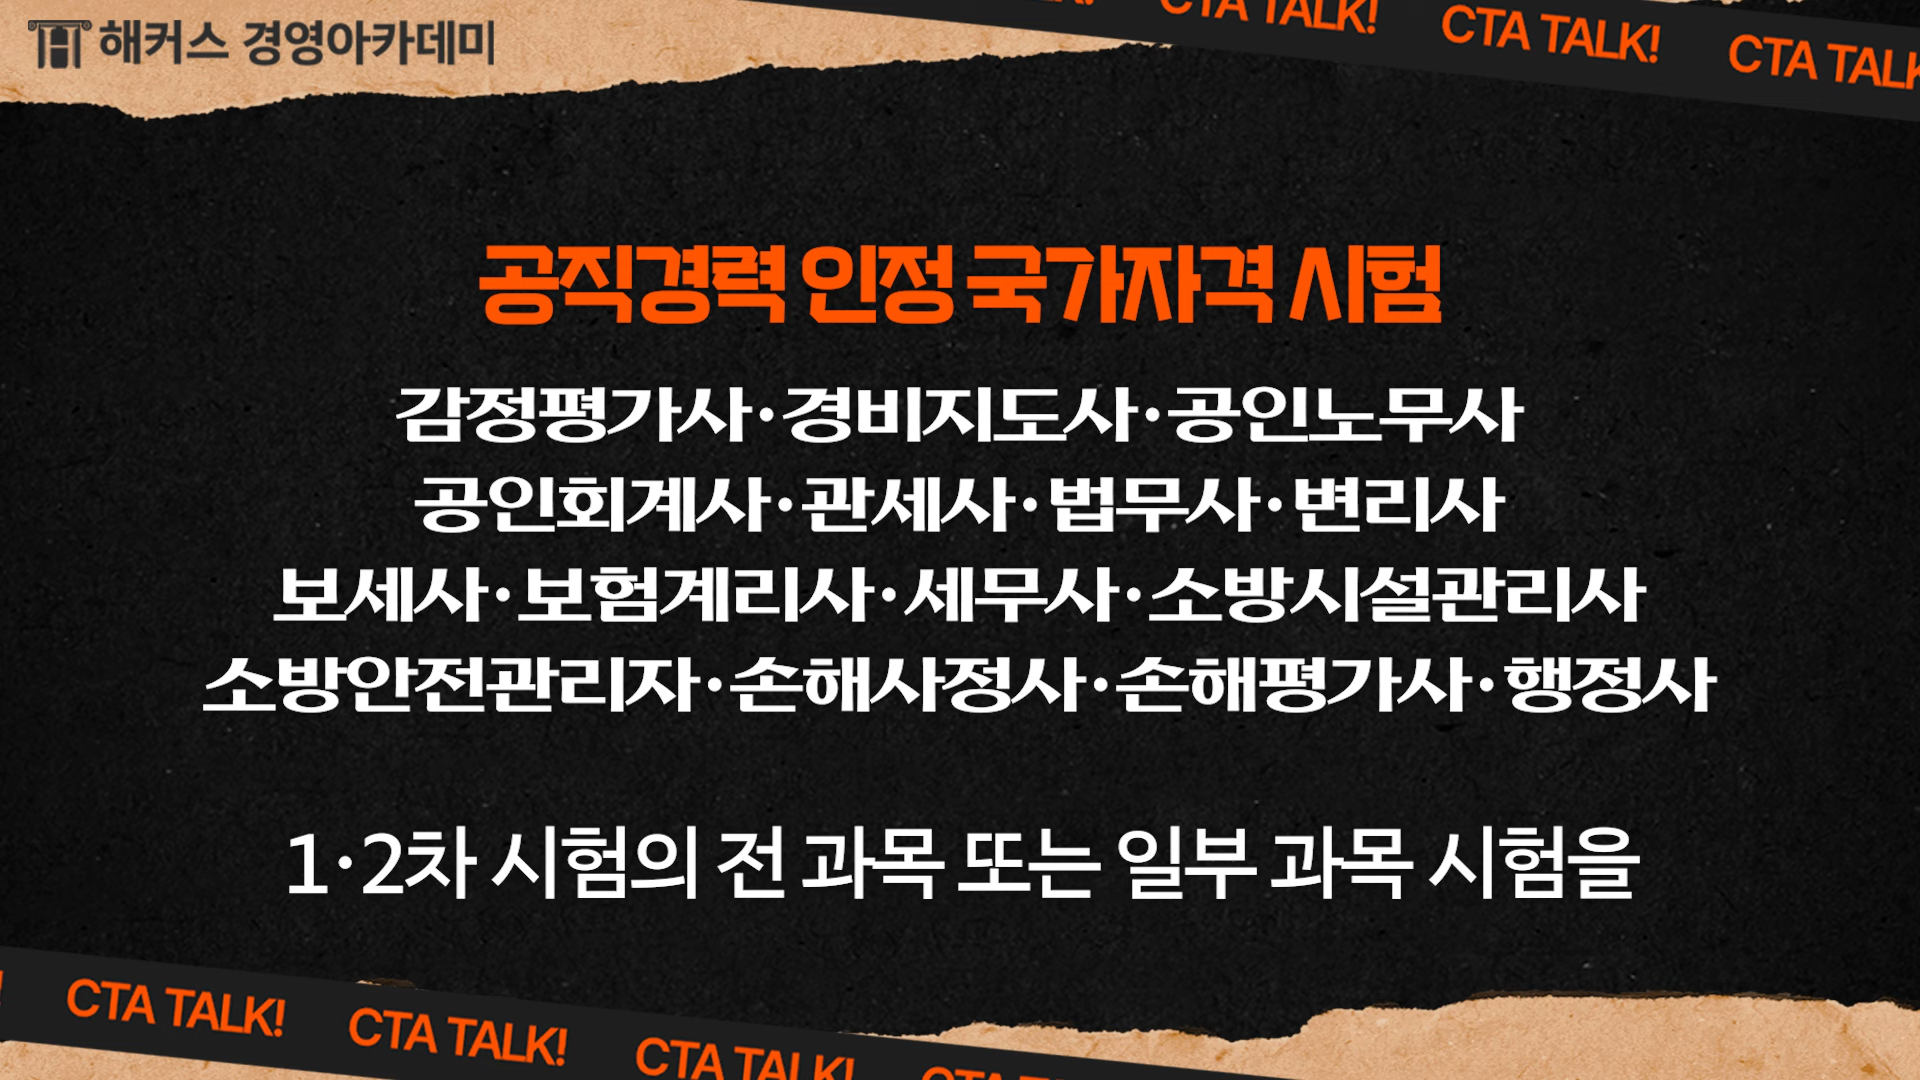 해커스 경영아카데미
CTA TALK!
CTA TALK!
CTA TALK
공직경력 인정 국가자격 시험
감정평가사·경비지도사·공인노무사
공인회계사·관세사·법무사·변리사
보세사·보험계리사·세무사·소방시설관리사
소방안전관리자·손해사정사·손해평가사·행정사
1·2차 시험의 전 과목 또는 일부 과목 시험을
CTA TALK!
CTA TALK!
CTA TALK!